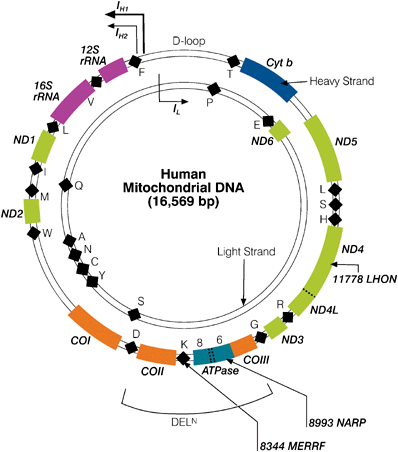 I_H1
I_H2
12S
rRNA
F
D-loop
T
Cyt b
Heavy Strand
16S
rRNA
V
I_L
P
E
ND6
ND5
L
ND1
Human
Mitochondrial DNA
(16,569 bp)
I
M
Q
L
S
H
ND2
W
A
N
C
Y
ND4
11778 LHON
Light Strand
S
R
ND4L
COI
D
COII
K
8 6
ATPase
COIII
G
ND3
DELᴺ
8993 NARP
8344 MERRF